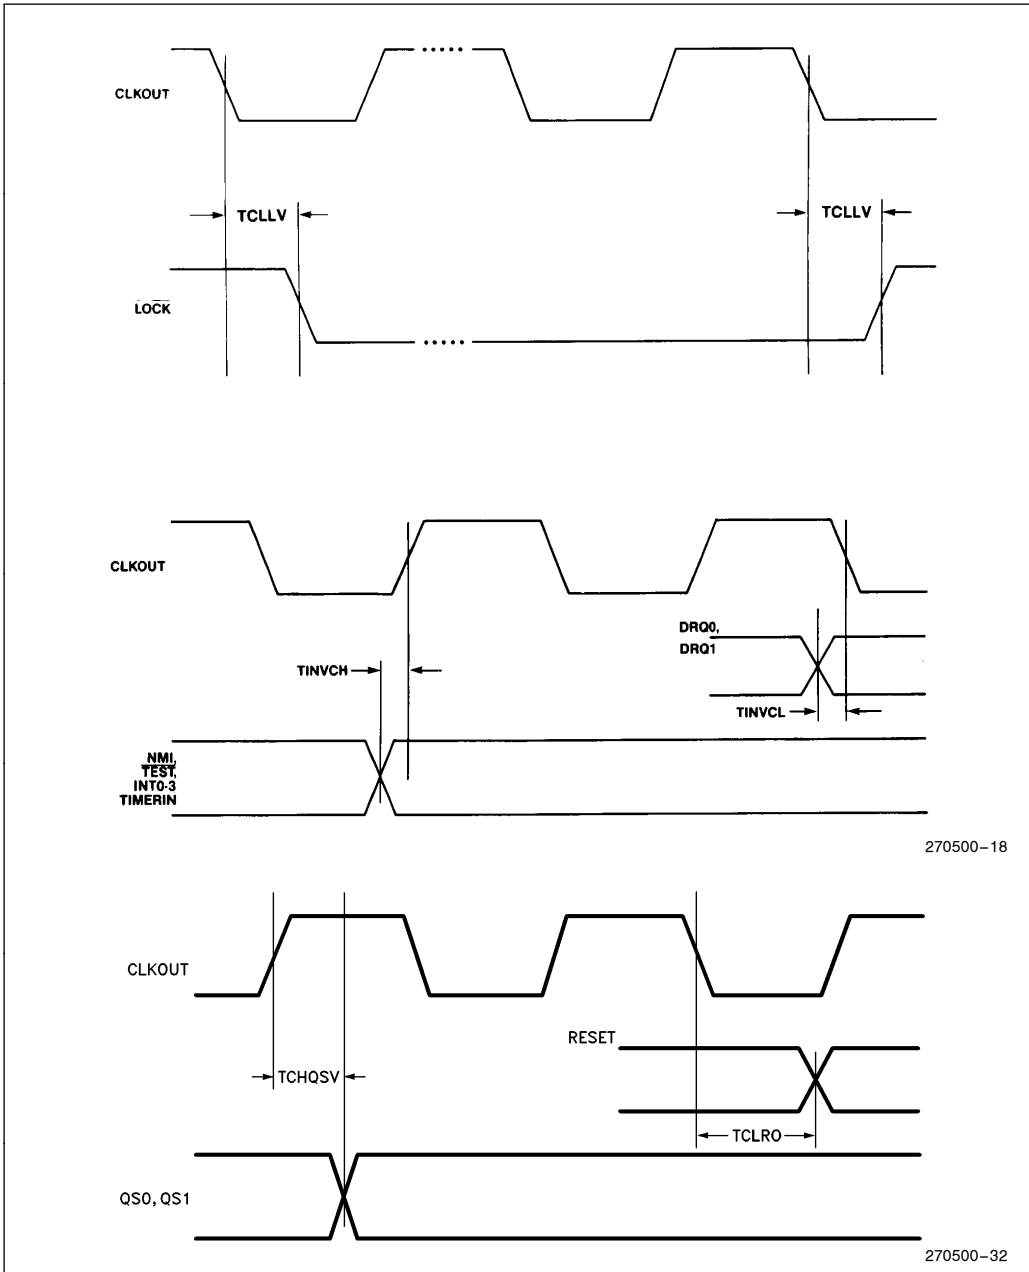 CLKOUT
TCLLV
TCLLV
LOCK
CLKOUT
DRQ0,
DRQ1
TINVCH
TINVCL
NMI,
TEST,
INT0-3
TIMERIN
270500-18
CLKOUT
RESET
TCHQSV
TCLRO
QS0, QS1
270500-32